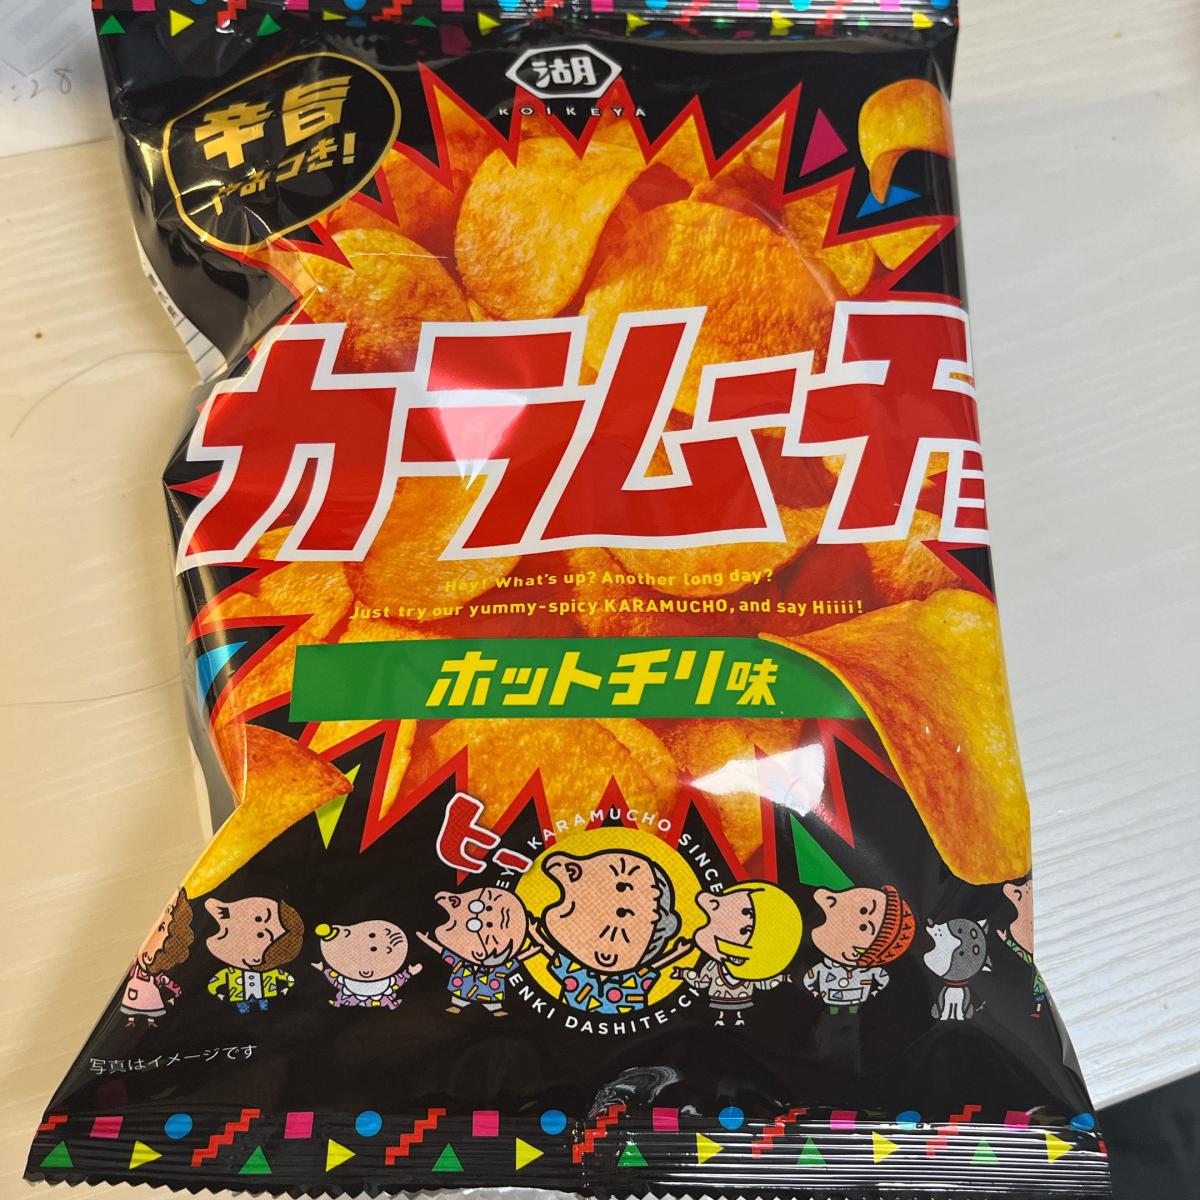 湖
KOIKEYA
辛旨
やみつき!
カラムーチョ
Hey! What's up? Another long day?
Just try our yummy-spicy KARAMUCHO, and say Hiiii!
ホットチリ味
ヒー
KARAMUCHO SINCE
ENKI DASHITE-C
写真はイメージです